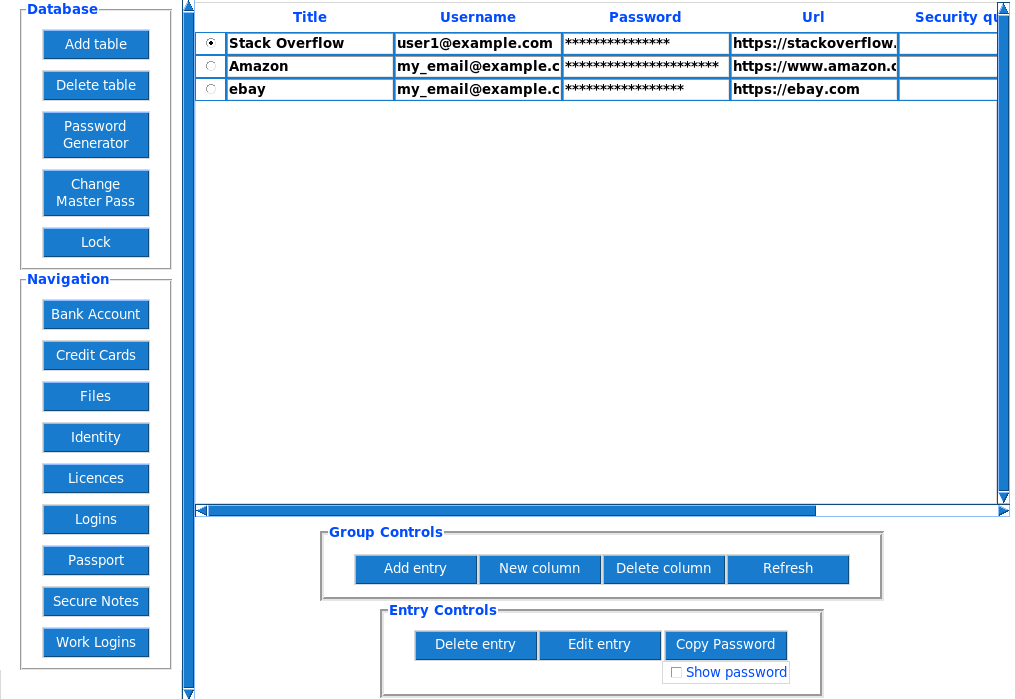 Database
Add table
Delete table
Password
Generator
Change
Master Pass
Lock
Navigation
Bank Account
Credit Cards
Files
Identity
Licences
Logins
Passport
Secure Notes
Work Logins
Title Username Password Url Security qu
Stack Overflow user1@example.com *************** https://stackoverflow.
Amazon my_email@example.c ********************** https://www.amazon.c
ebay my_email@example.c ***************** https://ebay.com
Group Controls
Add entry New column Delete column Refresh
Entry Controls
Delete entry Edit entry Copy Password
Show password